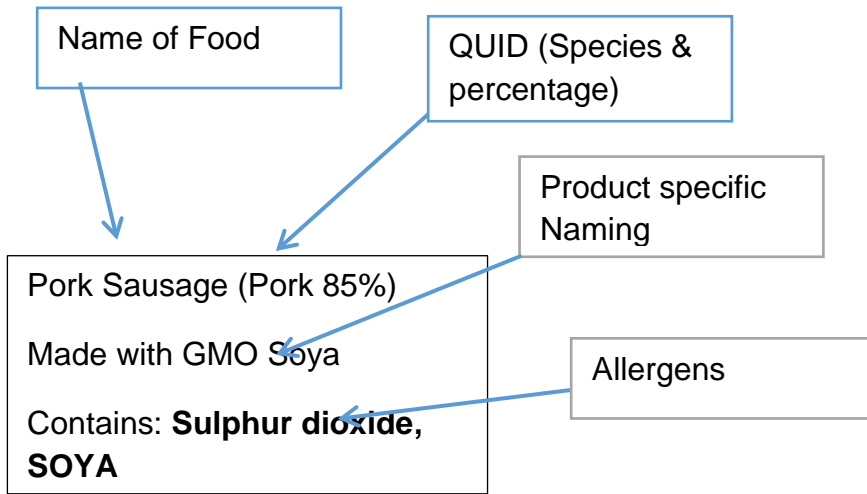 Name of Food
QUID (Species &
percentage)
Product specific
Naming
Pork Sausage (Pork 85%)
Made with GMO Soya
Allergens
Contains: Sulphur dioxide,
SOYA